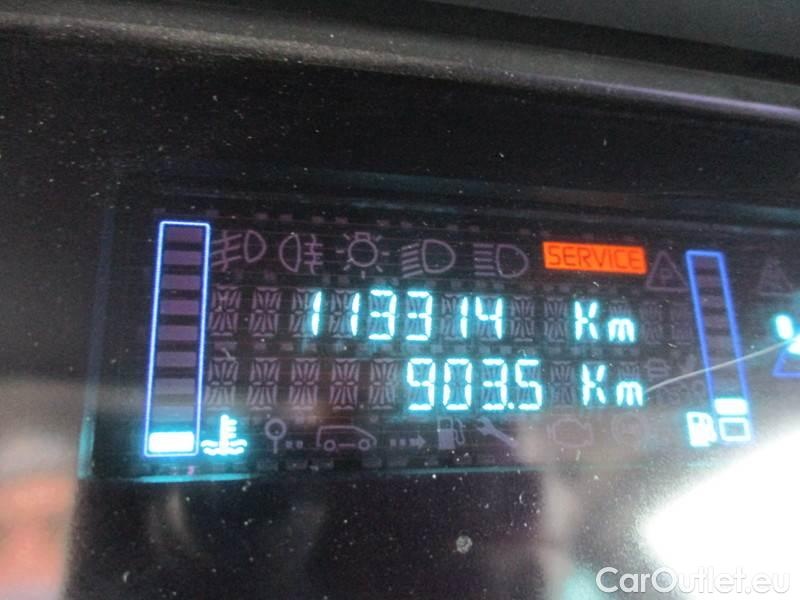 SERVICE
113314 Km
903.5 Km
CarOutlet.eu